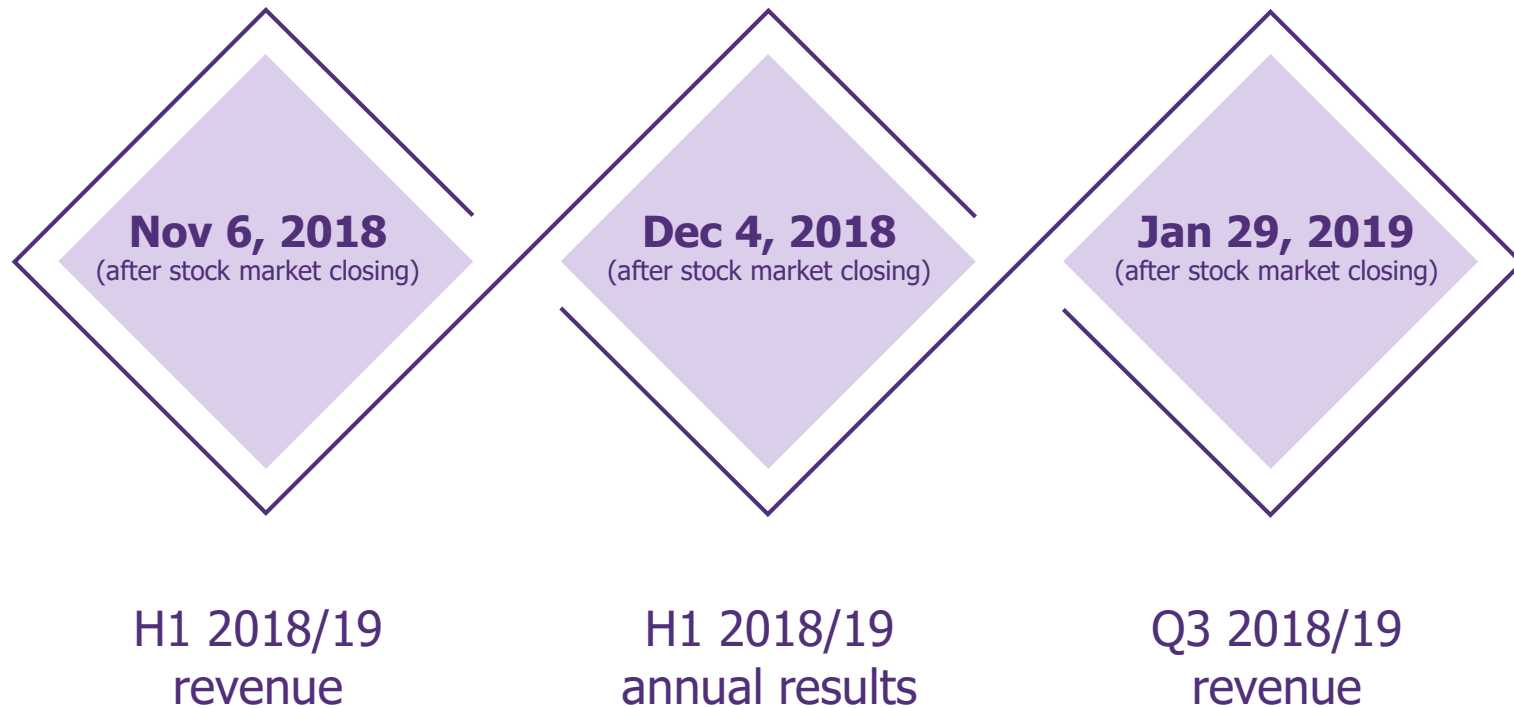 Nov 6, 2018
(after stock market closing)
Dec 4, 2018
(after stock market closing)
Jan 29, 2019
(after stock market closing)
H1 2018/19
revenue
H1 2018/19
annual results
Q3 2018/19
revenue